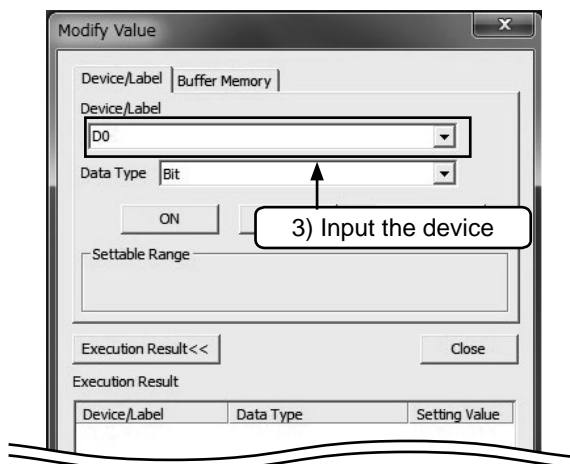 Modify Value
x
Device/Label Buffer Memory
Device/Label
D0
Data Type Bit
ON
3) Input the device
Settable Range
Execution Result<< Close
Execution Result
Device/Label Data Type Setting Value